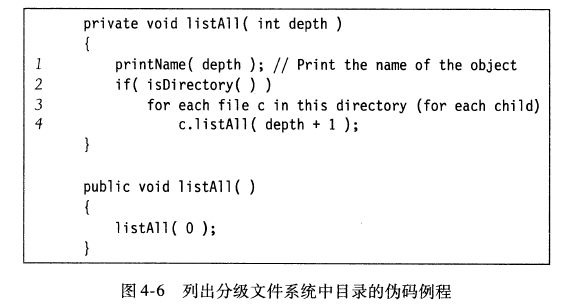 private void listAll( int depth )
{
1 printName( depth ); // Print the name of the object
2 if( isDirectory( ) )
3 for each file c in this directory (for each child)
4 c.listAll( depth + 1 );
}
public void listAll( )
{
listAll( 0 );
}
图 4-6 列出分级文件系统中目录的伪码例程